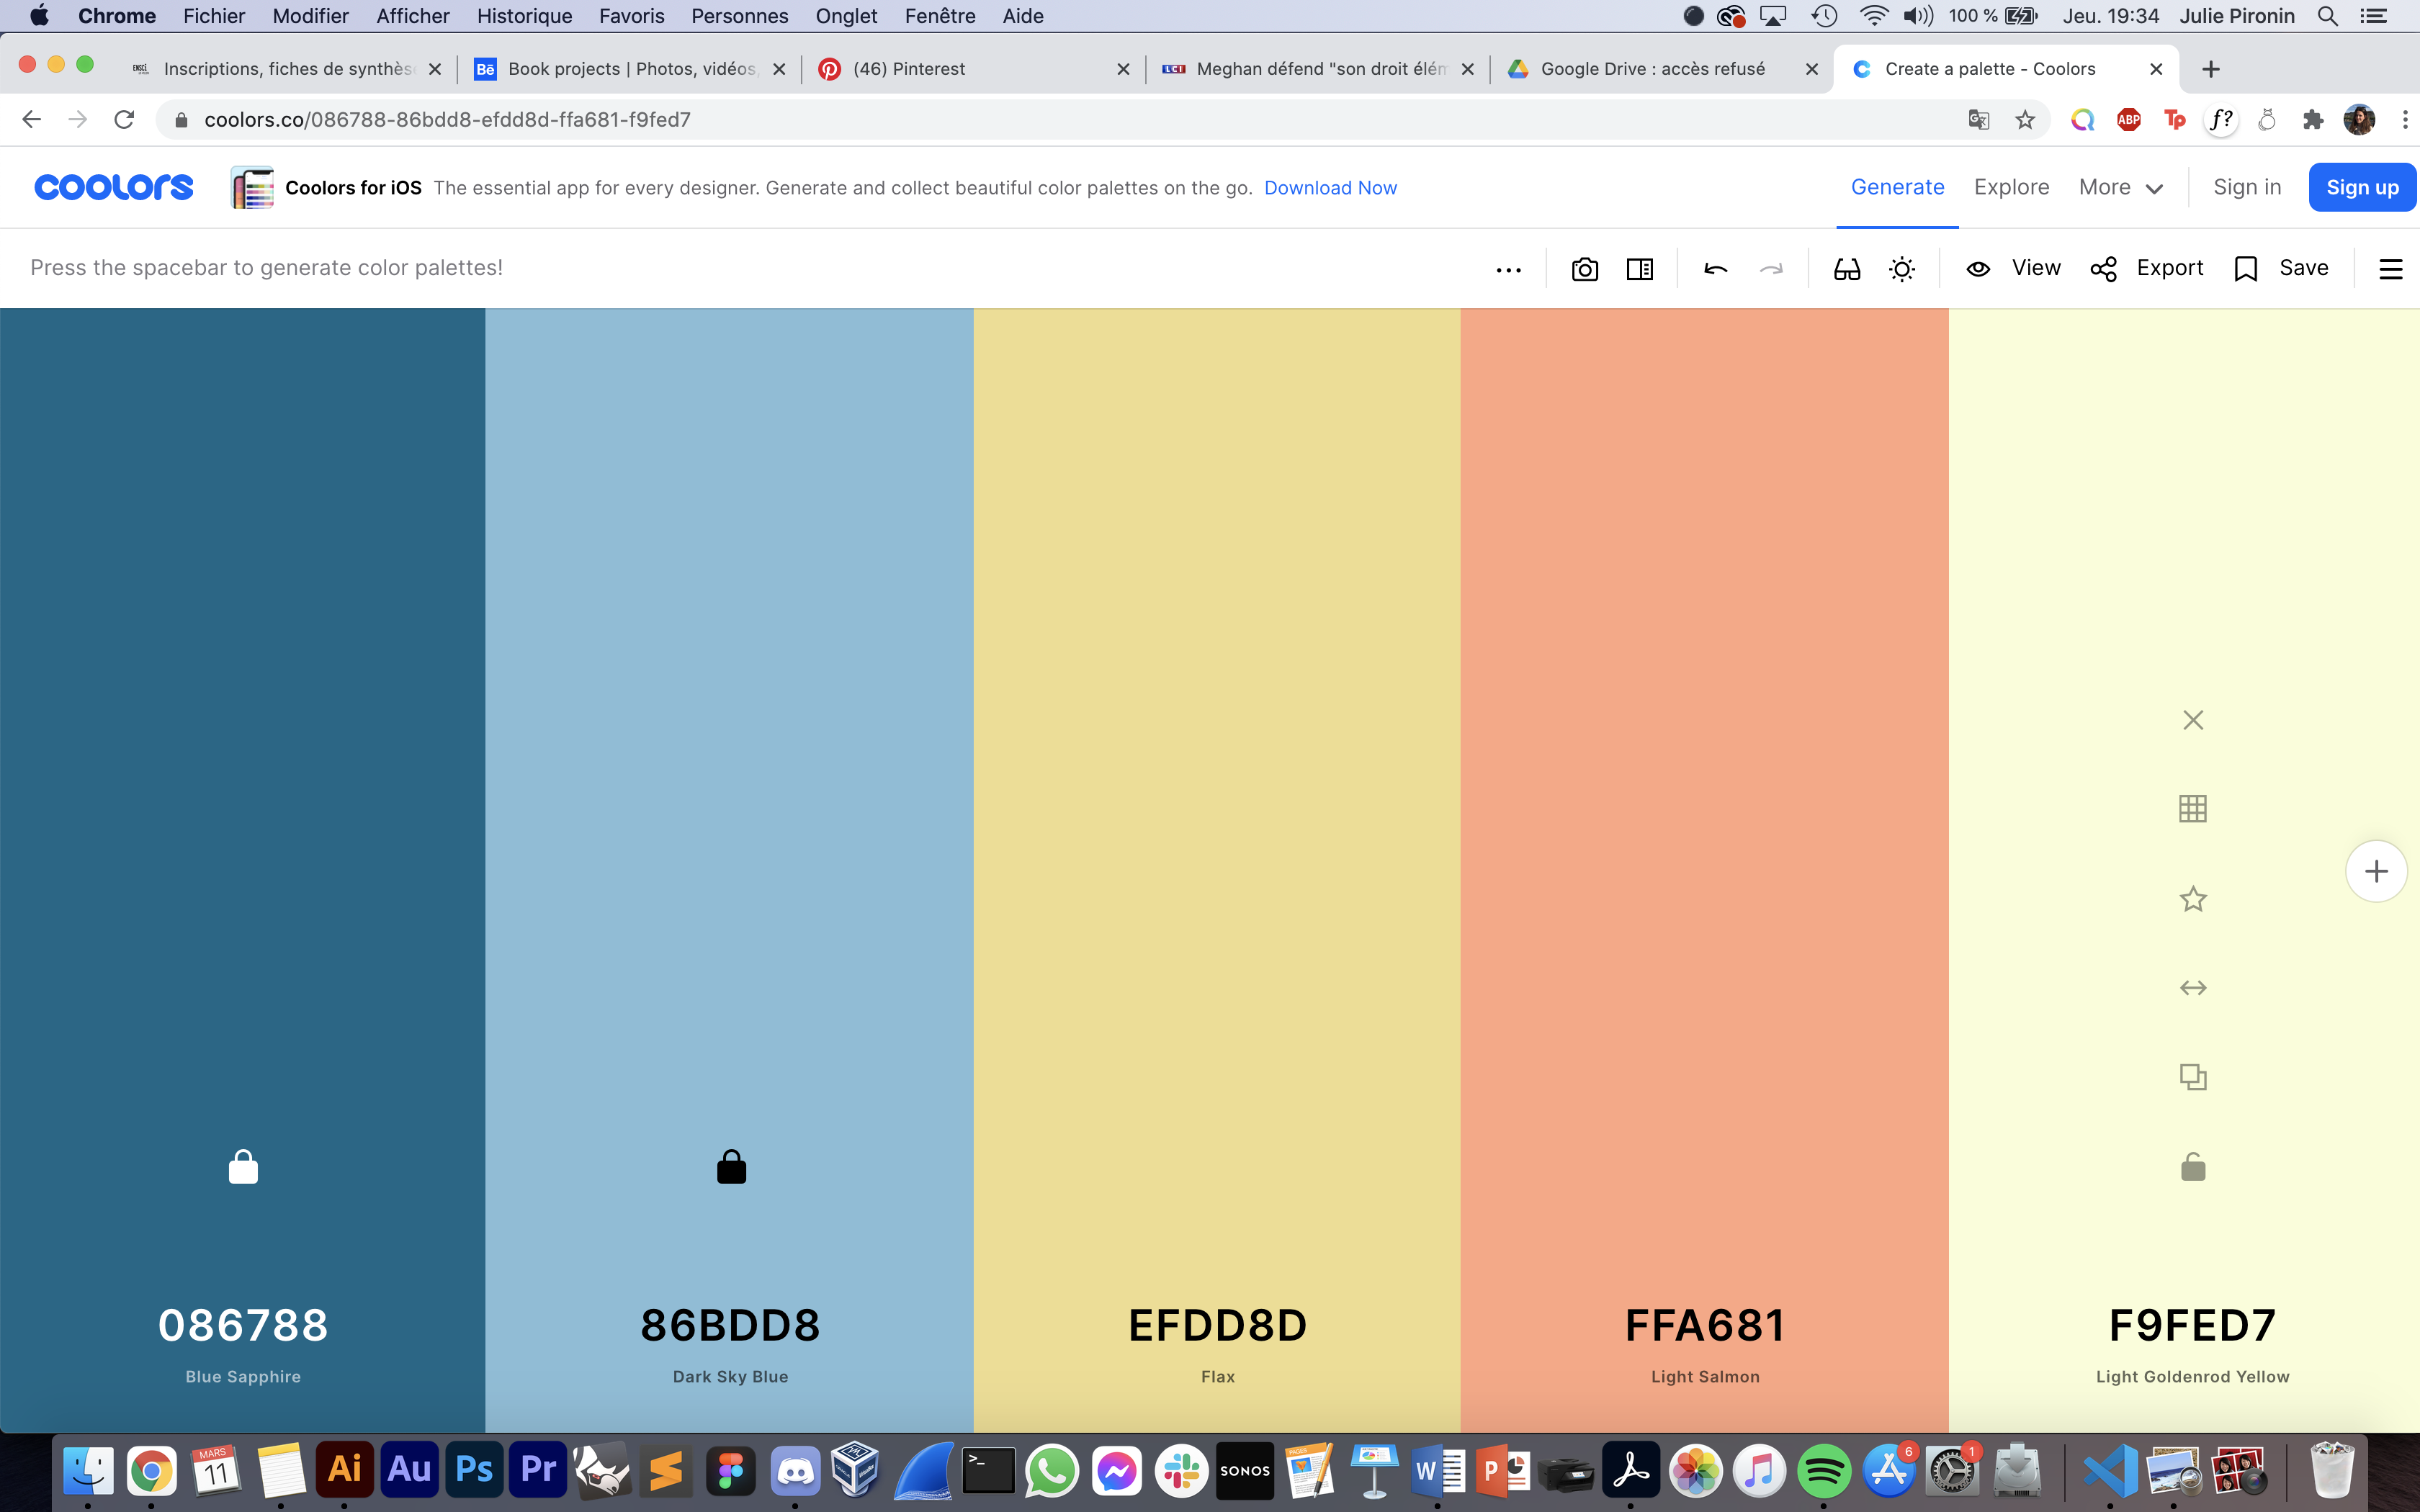 Chrome Fichier Modifier Afficher Historique Favoris Personnes Onglet Fenêtre Aide 100 % Jeu. 19:34 Julie Pironin
Inscriptions, fiches de synthès Book projects | Photos, vidéos, (46) Pinterest LCI Meghan défend "son droit élém Google Drive : accès refusé Create a palette - Coolors
coolors.co/086788-86bdd8-efdd8d-ffa681-f9fed7 ABP Tp f?
coolors Coolors for iOS The essential app for every designer. Generate and collect beautiful color palettes on the go. Download Now Generate Explore More Sign in Sign up
Press the spacebar to generate color palettes! View Export Save
086788 86BDD8 EFDD8D FFA681 F9FED7
Blue Sapphire Dark Sky Blue Flax Light Salmon Light Goldenrod Yellow
MARS 11 Ai Au Ps Pr >_ SONOS PAGES W P 6 1